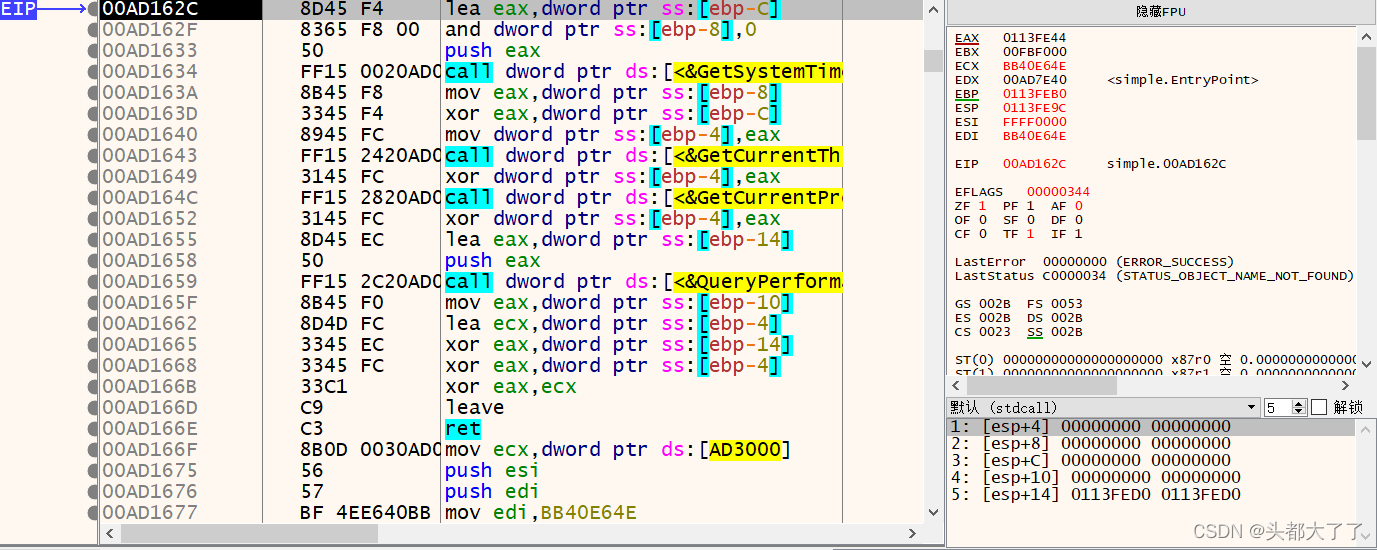 EIP
00AD162C 8D45 F4 lea eax,dword ptr ss:[ebp-C]
00AD162F 8365 F8 00 and dword ptr ss:[ebp-8],0
00AD1633 50 push eax
00AD1634 FF15 0020AD0 call dword ptr ds:[<&GetSystemTim
00AD163A 8B45 F8 mov eax,dword ptr ss:[ebp-8]
00AD163D 3345 F4 xor eax,dword ptr ss:[ebp-C]
00AD1640 8945 FC mov dword ptr ss:[ebp-4],eax
00AD1643 FF15 2420AD0 call dword ptr ds:[<&GetCurrentTh
00AD1649 3145 FC xor dword ptr ss:[ebp-4],eax
00AD164C FF15 2820AD0 call dword ptr ds:[<&GetCurrentPr
00AD1652 3145 FC xor dword ptr ss:[ebp-4],eax
00AD1655 8D45 EC lea eax,dword ptr ss:[ebp-14]
00AD1658 50 push eax
00AD1659 FF15 2C20AD0 call dword ptr ds:[<&QueryPerform
00AD165F 8B45 F0 mov eax,dword ptr ss:[ebp-10]
00AD1662 8D4D FC lea ecx,dword ptr ss:[ebp-4]
00AD1665 3345 EC xor eax,dword ptr ss:[ebp-14]
00AD1668 3345 FC xor eax,dword ptr ss:[ebp-4]
00AD166B 33C1 xor eax,ecx
00AD166D C9 leave
00AD166E C3 ret
00AD166F 8B0D 0030AD0 mov ecx,dword ptr ds:[AD3000]
00AD1675 56 push esi
00AD1676 57 push edi
00AD1677 BF 4EE640BB mov edi,BB40E64E
隐藏FPU
EAX 0113FE44
EBX 00FBF000
ECX BB40E64E
EDX 00AD7E40 <simple.EntryPoint>
EBP 0113FEB0
ESP 0113FE9C
ESI FFFF0000
EDI BB40E64E
EIP 00AD162C simple.00AD162C
EFLAGS 00000344
ZF 1 PF 1 AF 0
OF 0 SF 0 DF 0
CF 0 TF 1 IF 1
LastError 00000000 (ERROR_SUCCESS)
LastStatus C0000034 (STATUS_OBJECT_NAME_NOT_FOUND)
GS 002B FS 0053
ES 002B DS 002B
CS 0023 SS 002B
ST(0) 00000000000000000000 x87r0 空 0.0000000000000
默认 (stdcall) 5 解锁
1: [esp+4] 00000000 00000000
2: [esp+8] 00000000 00000000
3: [esp+C] 00000000 00000000
4: [esp+10] 00000000 00000000
5: [esp+14] 0113FED0 0113FED0
CSDN @头都大了了